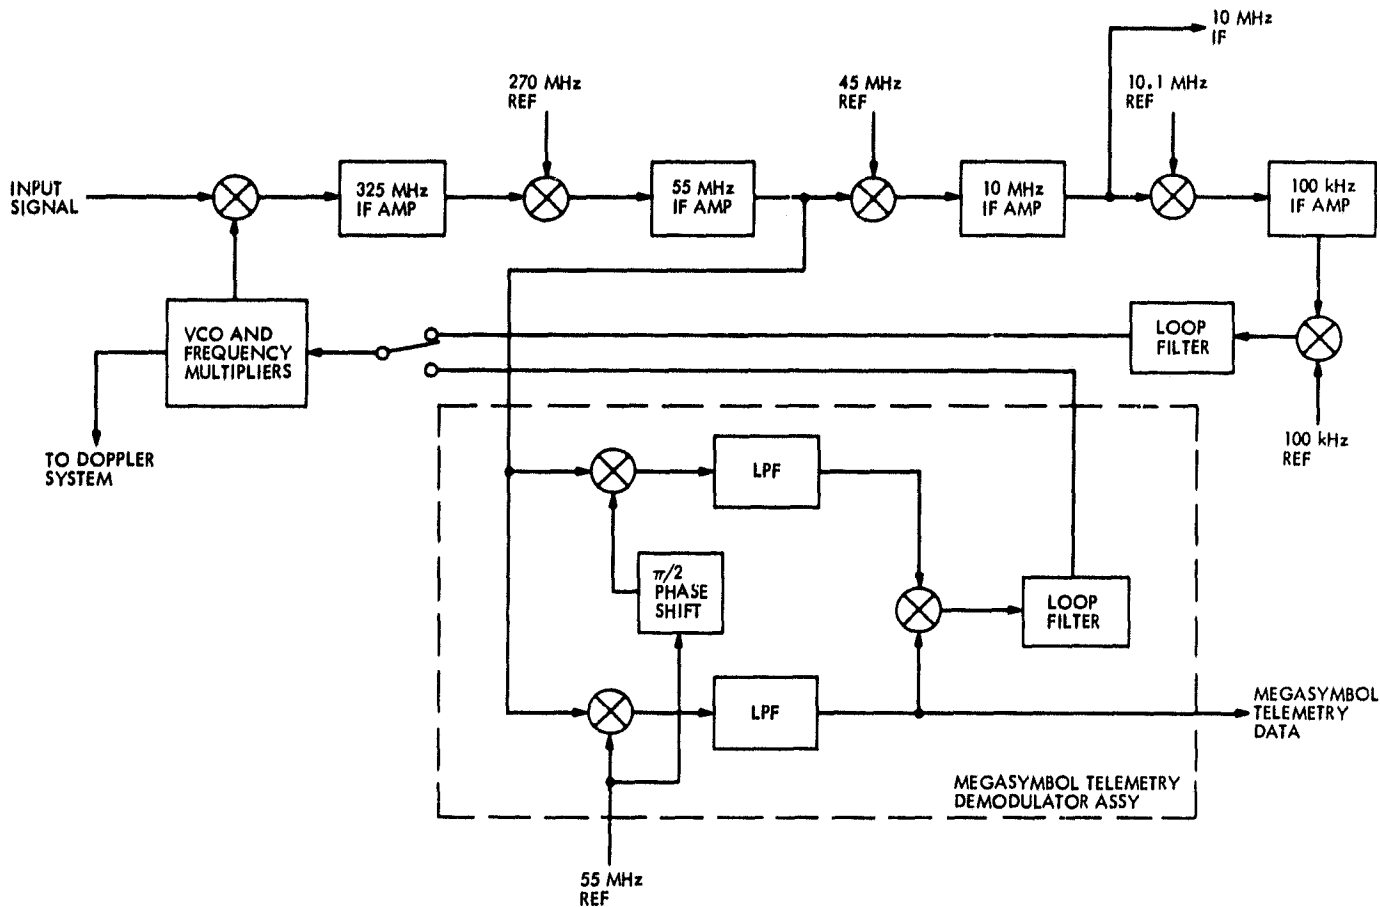 10 MHz
IF
270 MHz
REF
45 MHz
REF
10.1 MHz
REF
INPUT
SIGNAL
325 MHz
IF AMP
55 MHz
IF AMP
10 MHz
IF AMP
100 kHz
IF AMP
VCO AND
FREQUENCY
MULTIPLIERS
LOOP
FILTER
100 kHz
REF
TO DOPPLER
SYSTEM
LPF
π/2
PHASE
SHIFT
LOOP
FILTER
LPF
MEGASYMBOL
TELEMETRY
DATA
MEGASYMBOL TELEMETRY
DEMODULATOR ASSY
55 MHz
REF